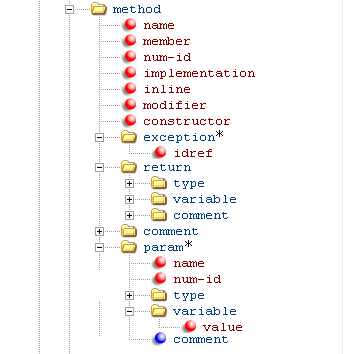 method
name
member
num-id
implementation
inline
modifier
constructor
exception*
idref
return
type
variable
comment
comment
param*
name
num-id
type
variable
value
comment